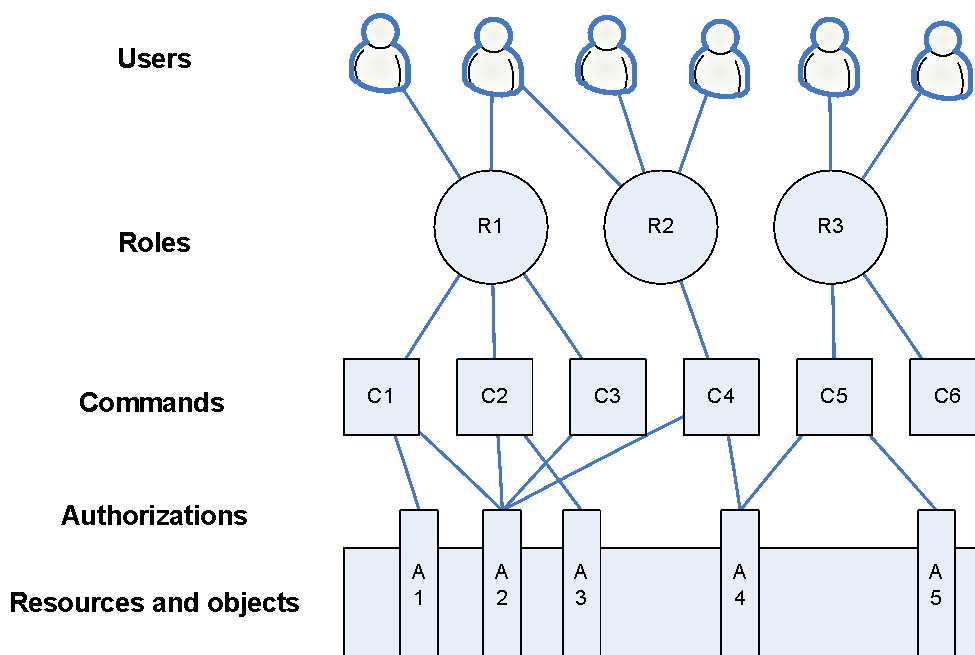 Users
Roles
R1 R2 R3
Commands
C1 C2 C3 C4 C5 C6
Authorizations
Resources and objects
A
1
A
2
A
3
A
4
A
5